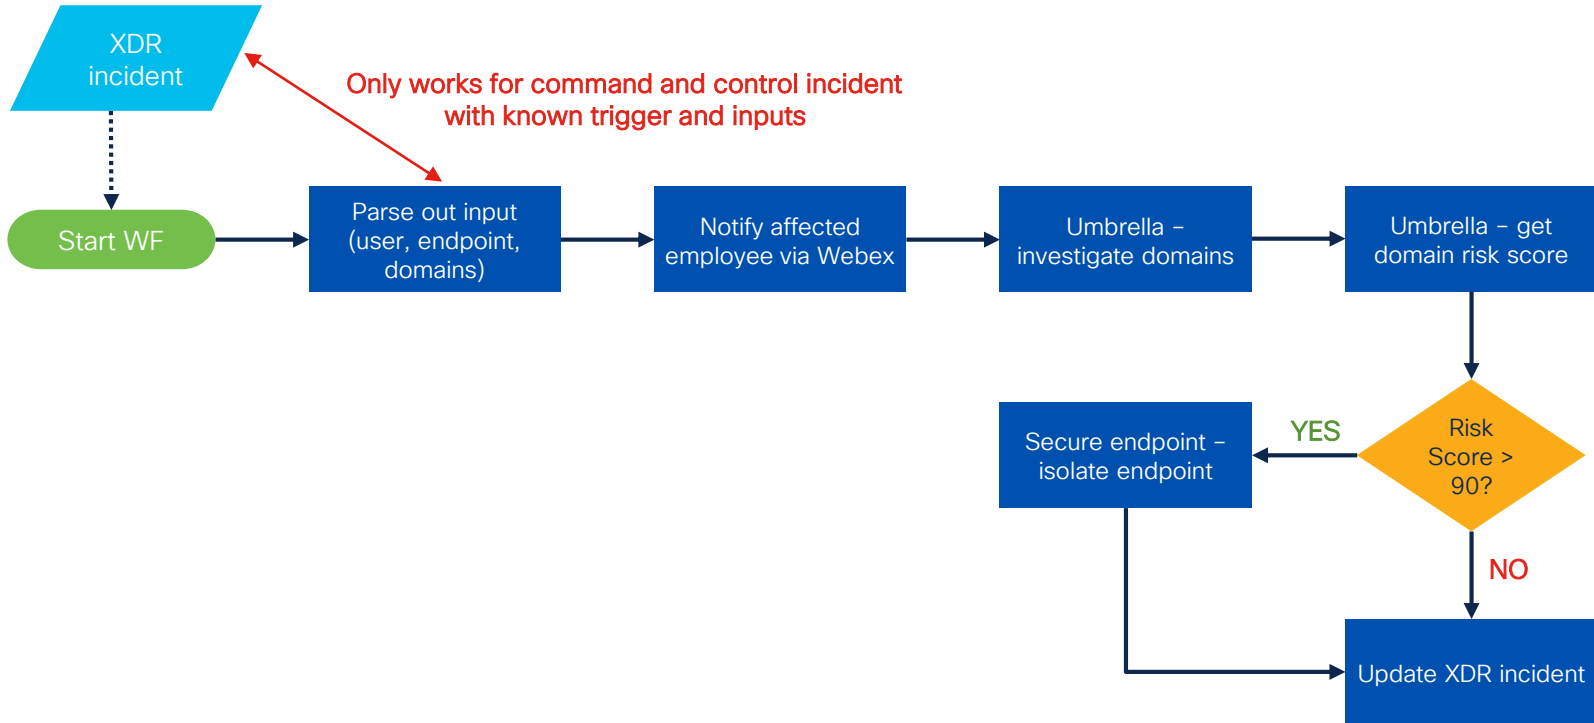 XDR
incident
Only works for command and control incident
with known trigger and inputs
Start WF
Parse out input
(user, endpoint,
domains)
Notify affected
employee via Webex
Umbrella –
investigate domains
Umbrella – get
domain risk score
Secure endpoint –
isolate endpoint
YES
Risk
Score >
90?
NO
Update XDR incident